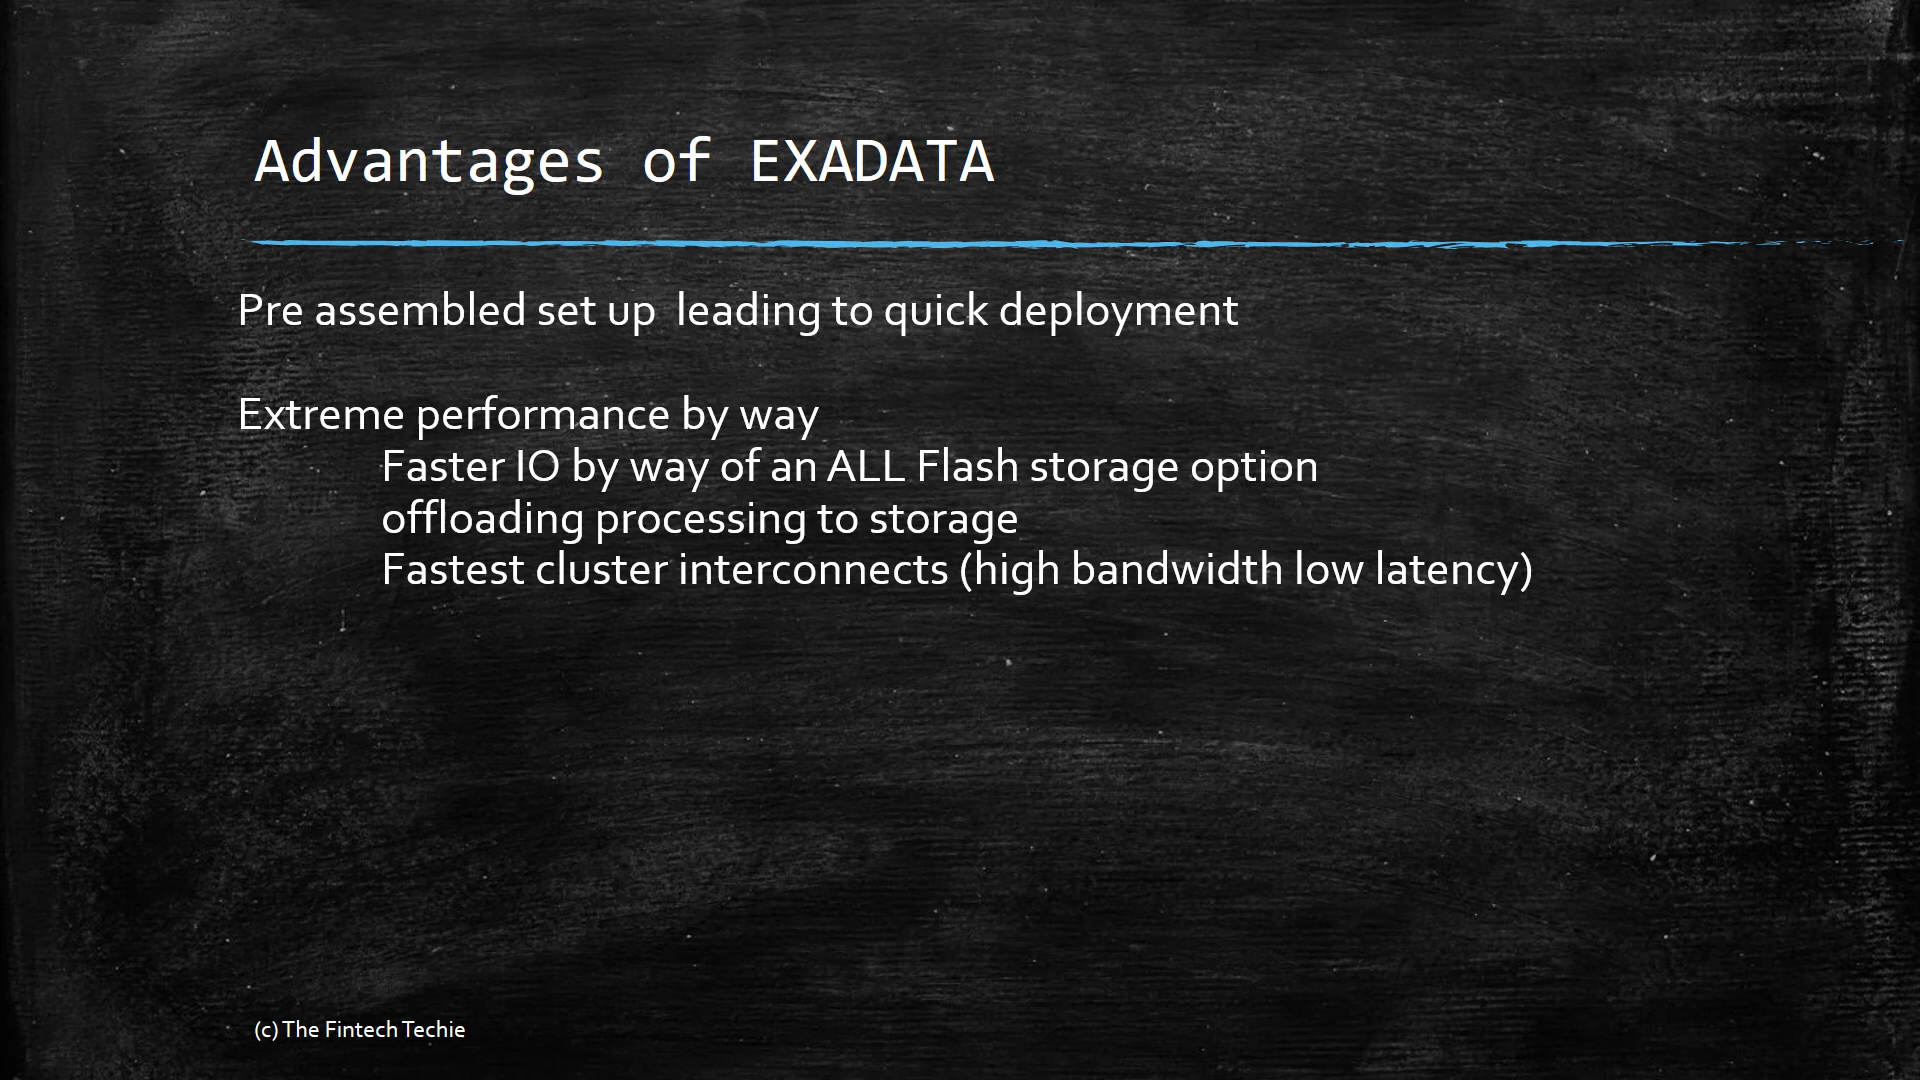 Advantages of EXADATA
Pre assembled set up  leading to quick deployment
Extreme performance by way
Faster IO by way of an ALL Flash storage option
offloading processing to storage
Fastest cluster interconnects (high bandwidth low latency)
(c) The Fintech Techie